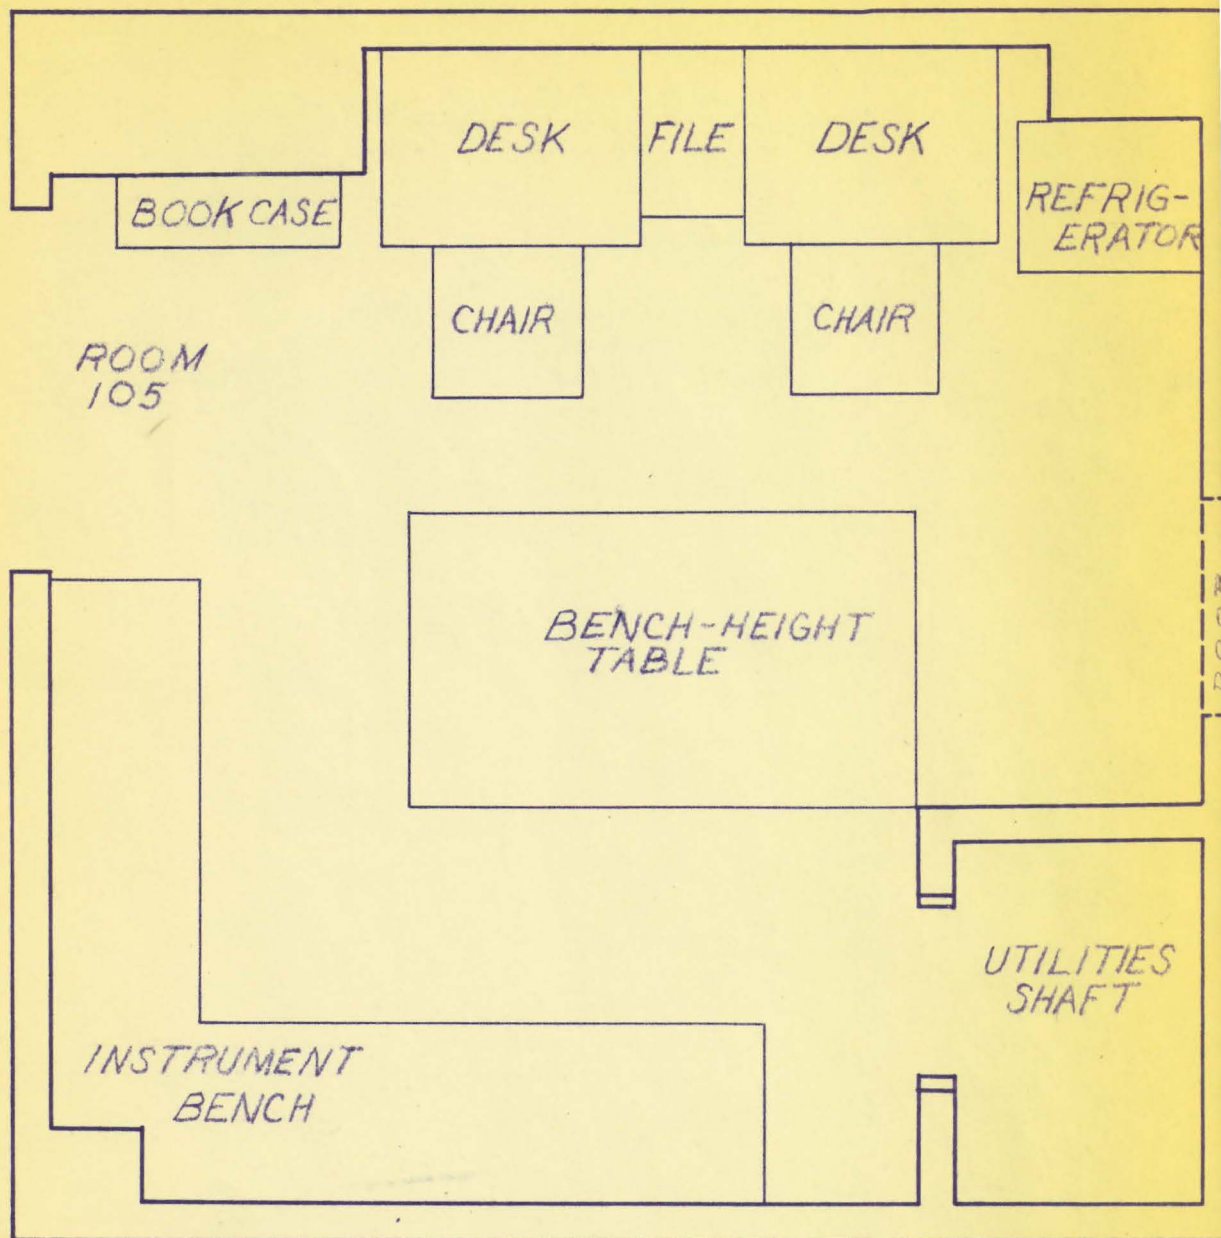 DESK
FILE
DESK
BOOK CASE
REFRIG-
ERATOR
CHAIR
CHAIR
ROOM
105
BENCH-HEIGHT
TABLE
UTILITIES
SHAFT
INSTRUMENT
BENCH